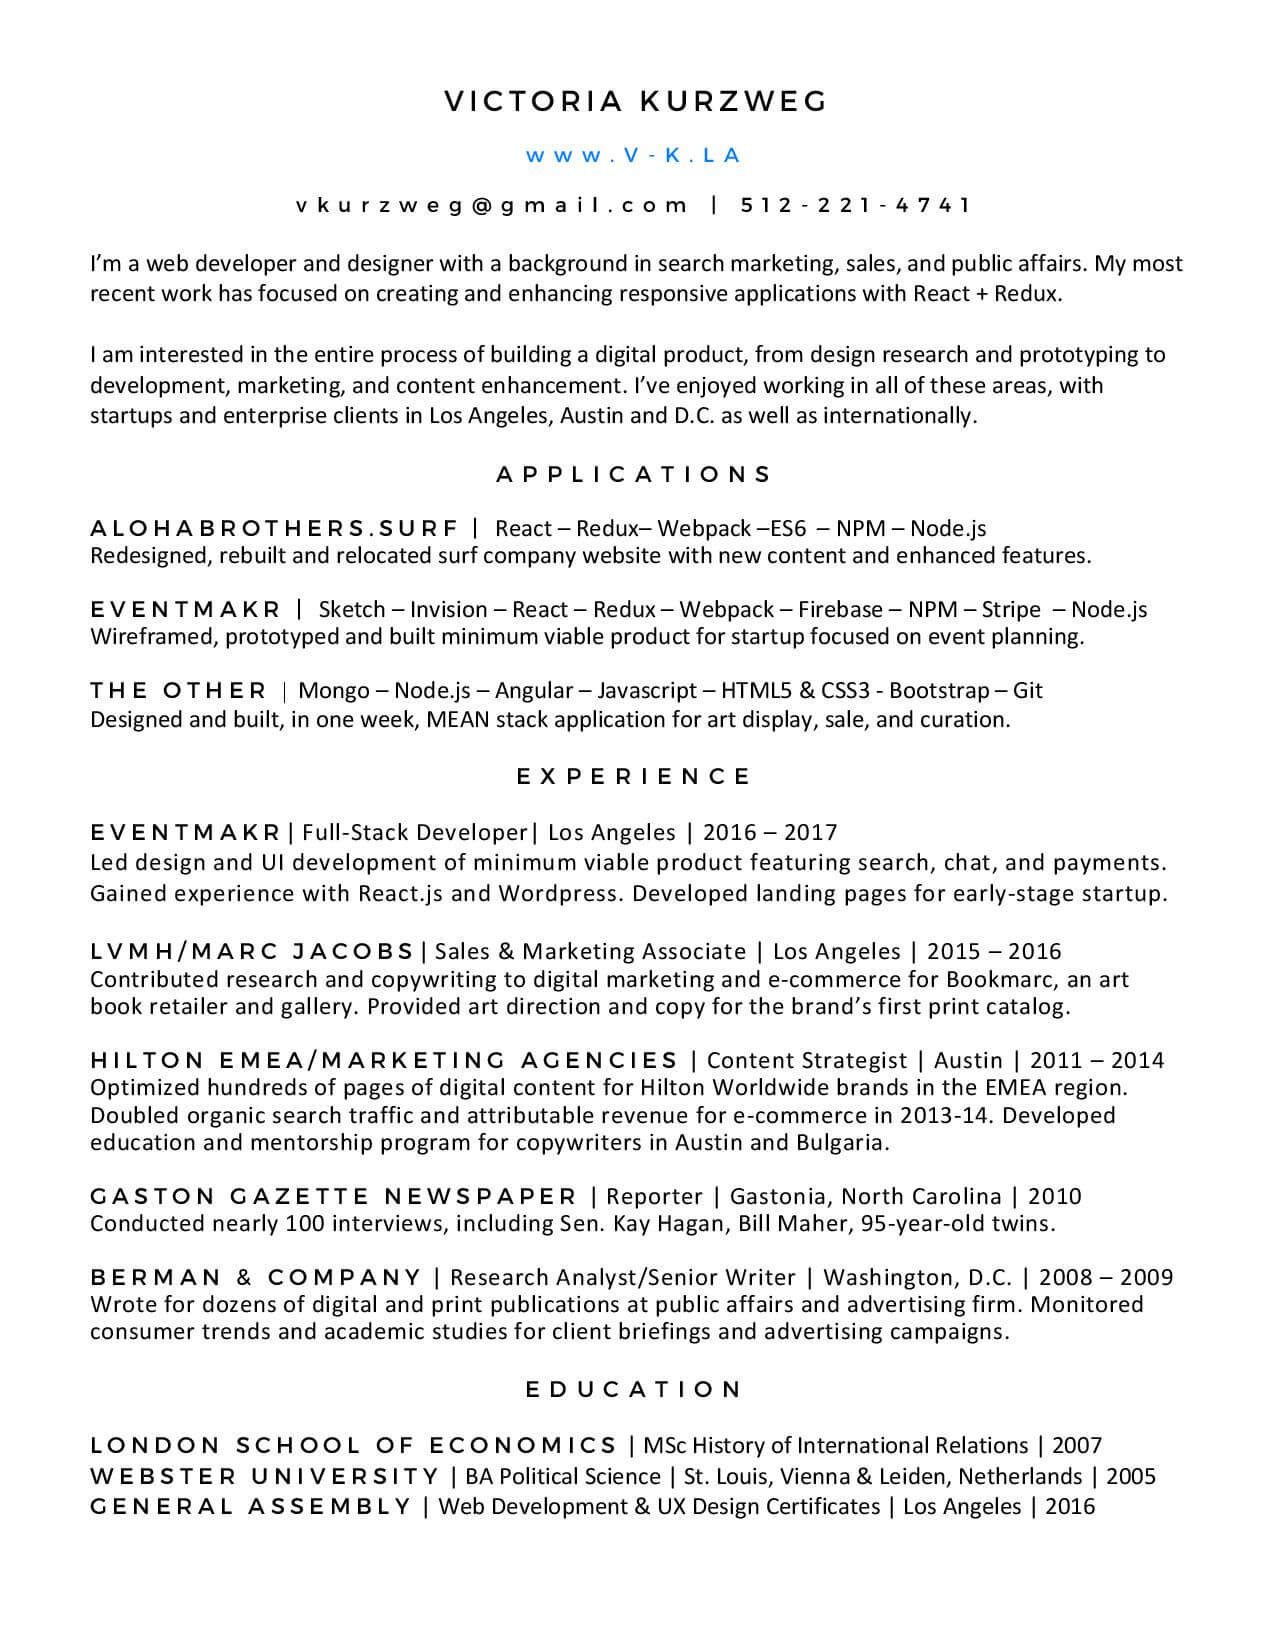 VICTORIA KURZWEG
www.V-K.LA
vkurzweg@gmail.com | 512-221-4741
I’m a web developer and designer with a background in search marketing, sales, and public affairs. My most
recent work has focused on creating and enhancing responsive applications with React + Redux.
I am interested in the entire process of building a digital product, from design research and prototyping to
development, marketing, and content enhancement. I’ve enjoyed working in all of these areas, with
startups and enterprise clients in Los Angeles, Austin and D.C. as well as internationally.
APPLICATIONS
ALOHABROTHERS.SURF | React – Redux– Webpack –ES6 – NPM – Node.js
Redesigned, rebuilt and relocated surf company website with new content and enhanced features.
EVENTMAKR | Sketch – Invision – React – Redux – Webpack – Firebase – NPM – Stripe – Node.js
Wireframed, prototyped and built minimum viable product for startup focused on event planning.
THE OTHER | Mongo – Node.js – Angular – Javascript – HTML5 & CSS3 - Bootstrap – Git
Designed and built, in one week, MEAN stack application for art display, sale, and curation.
EXPERIENCE
EVENTMAKR | Full-Stack Developer| Los Angeles | 2016 – 2017
Led design and UI development of minimum viable product featuring search, chat, and payments.
Gained experience with React.js and Wordpress. Developed landing pages for early-stage startup.
LVMH/MARC JACOBS | Sales & Marketing Associate | Los Angeles | 2015 – 2016
Contributed research and copywriting to digital marketing and e-commerce for Bookmarc, an art
book retailer and gallery. Provided art direction and copy for the brand’s first print catalog.
HILTON EMEA/MARKETING AGENCIES | Content Strategist | Austin | 2011 – 2014
Optimized hundreds of pages of digital content for Hilton Worldwide brands in the EMEA region.
Doubled organic search traffic and attributable revenue for e-commerce in 2013-14. Developed
education and mentorship program for copywriters in Austin and Bulgaria.
GASTON GAZETTE NEWSPAPER | Reporter | Gastonia, North Carolina | 2010
Conducted nearly 100 interviews, including Sen. Kay Hagan, Bill Maher, 95-year-old twins.
BERMAN & COMPANY | Research Analyst/Senior Writer | Washington, D.C. | 2008 – 2009
Wrote for dozens of digital and print publications at public affairs and advertising firm. Monitored
consumer trends and academic studies for client briefings and advertising campaigns.
EDUCATION
LONDON SCHOOL OF ECONOMICS | MSc History of International Relations | 2007
WEBSTER UNIVERSITY | BA Political Science | St. Louis, Vienna & Leiden, Netherlands | 2005
GENERAL ASSEMBLY | Web Development & UX Design Certificates | Los Angeles | 2016